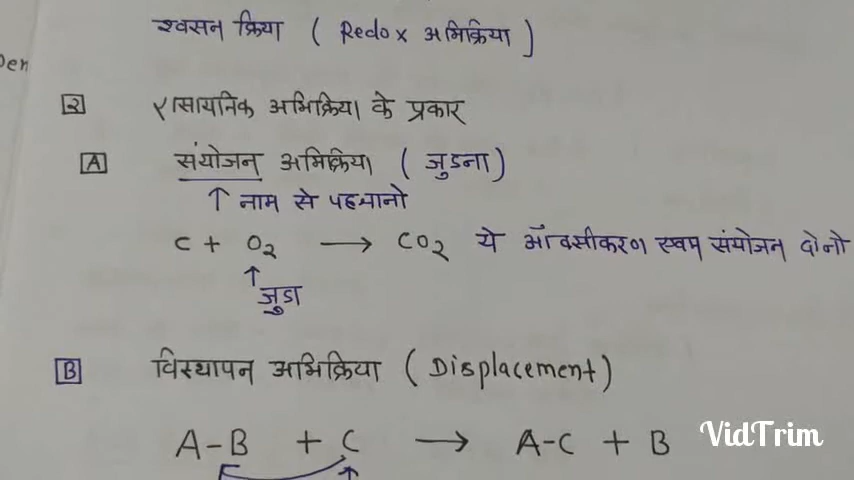 श्वसन क्रिया ( Redox अभिक्रिया )
२ रासायनिक अभिक्रिया के प्रकार
A संयोजन अभिक्रिया ( जुडना )
↑ नाम से पहचानो
C + O2 → CO2 ये ऑक्सीकरण एवम संयोजन दोनो
↑
जुडा
B विस्थापन अभिक्रिया ( Displacement )
A-B + C → A-C + B
VidTrim